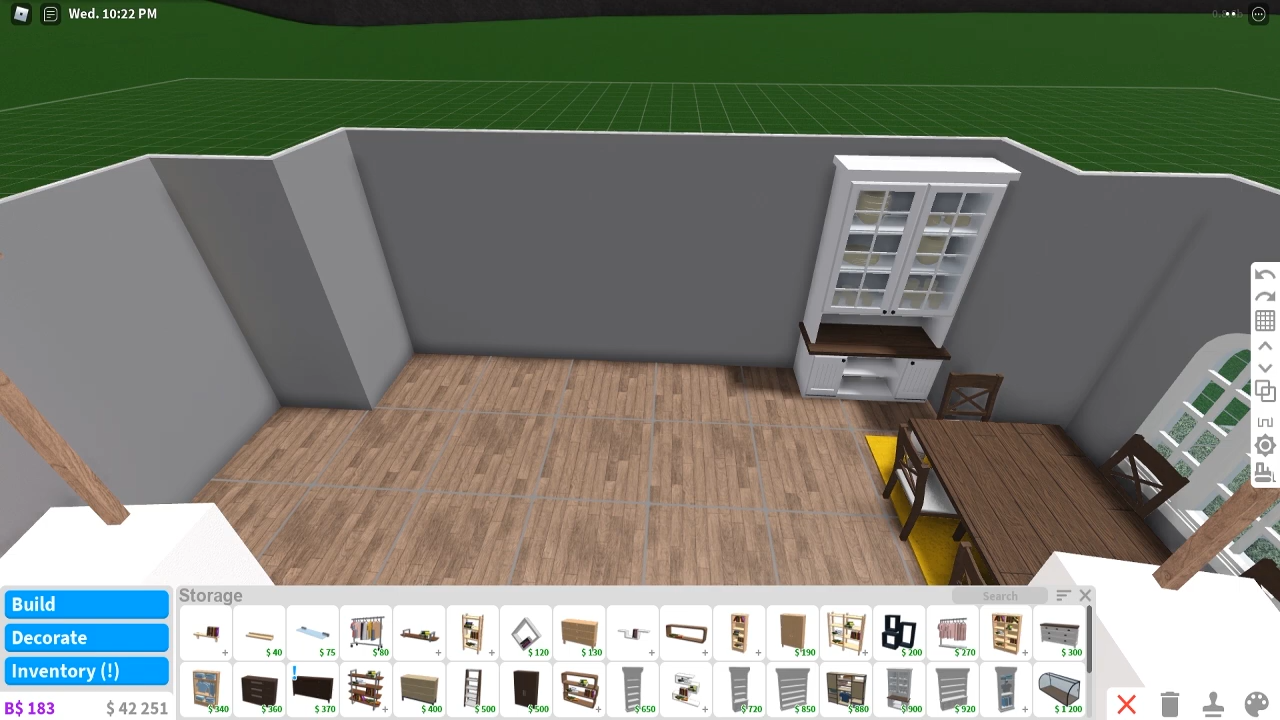 Wed. 10:22 PM
Build
Decorate
Inventory (!)
B$ 183
$ 42 251
Storage
Search
$ 40
$ 75
$ 80
$ 120
$ 130
$ 190
$ 200
$ 270
$ 300
$ 340
$ 360
$ 370
$ 400
$ 500
$ 500
$ 650
$ 720
$ 850
$ 880
$ 900
$ 920
$ 1 200